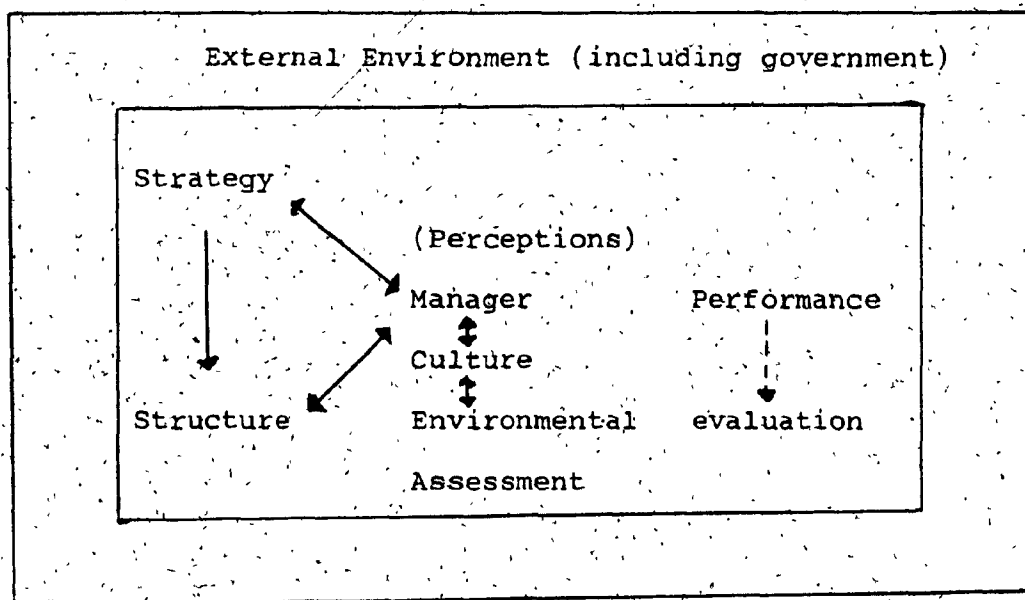 External Environment (including government)
Strategy
(Perceptions)
Manager Performance
Culture
Structure Environmental evaluation
Assessment